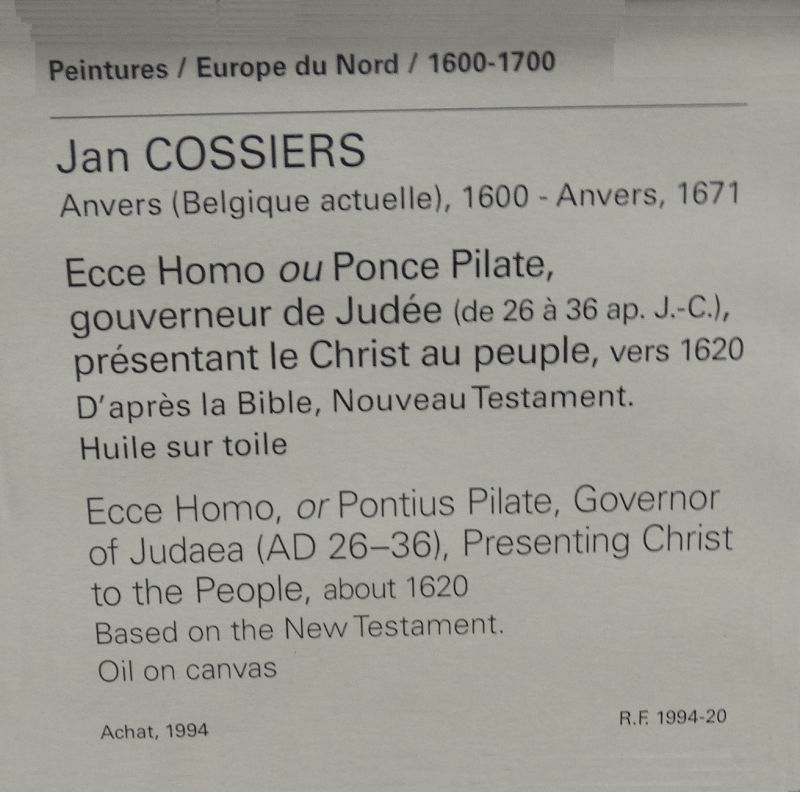 Peintures / Europe du Nord / 1600-1700
Jan COSSIERS
Anvers (Belgique actuelle), 1600 - Anvers, 1671
Ecce Homo ou Ponce Pilate,
gouverneur de Judée (de 26 à 36 ap. J.-C.),
présentant le Christ au peuple, vers 1620
D'après la Bible, Nouveau Testament.
Huile sur toile
Ecce Homo, or Pontius Pilate, Governor
of Judaea (AD 26–36), Presenting Christ
to the People, about 1620
Based on the New Testament.
Oil on canvas
Achat, 1994
R.F. 1994-20